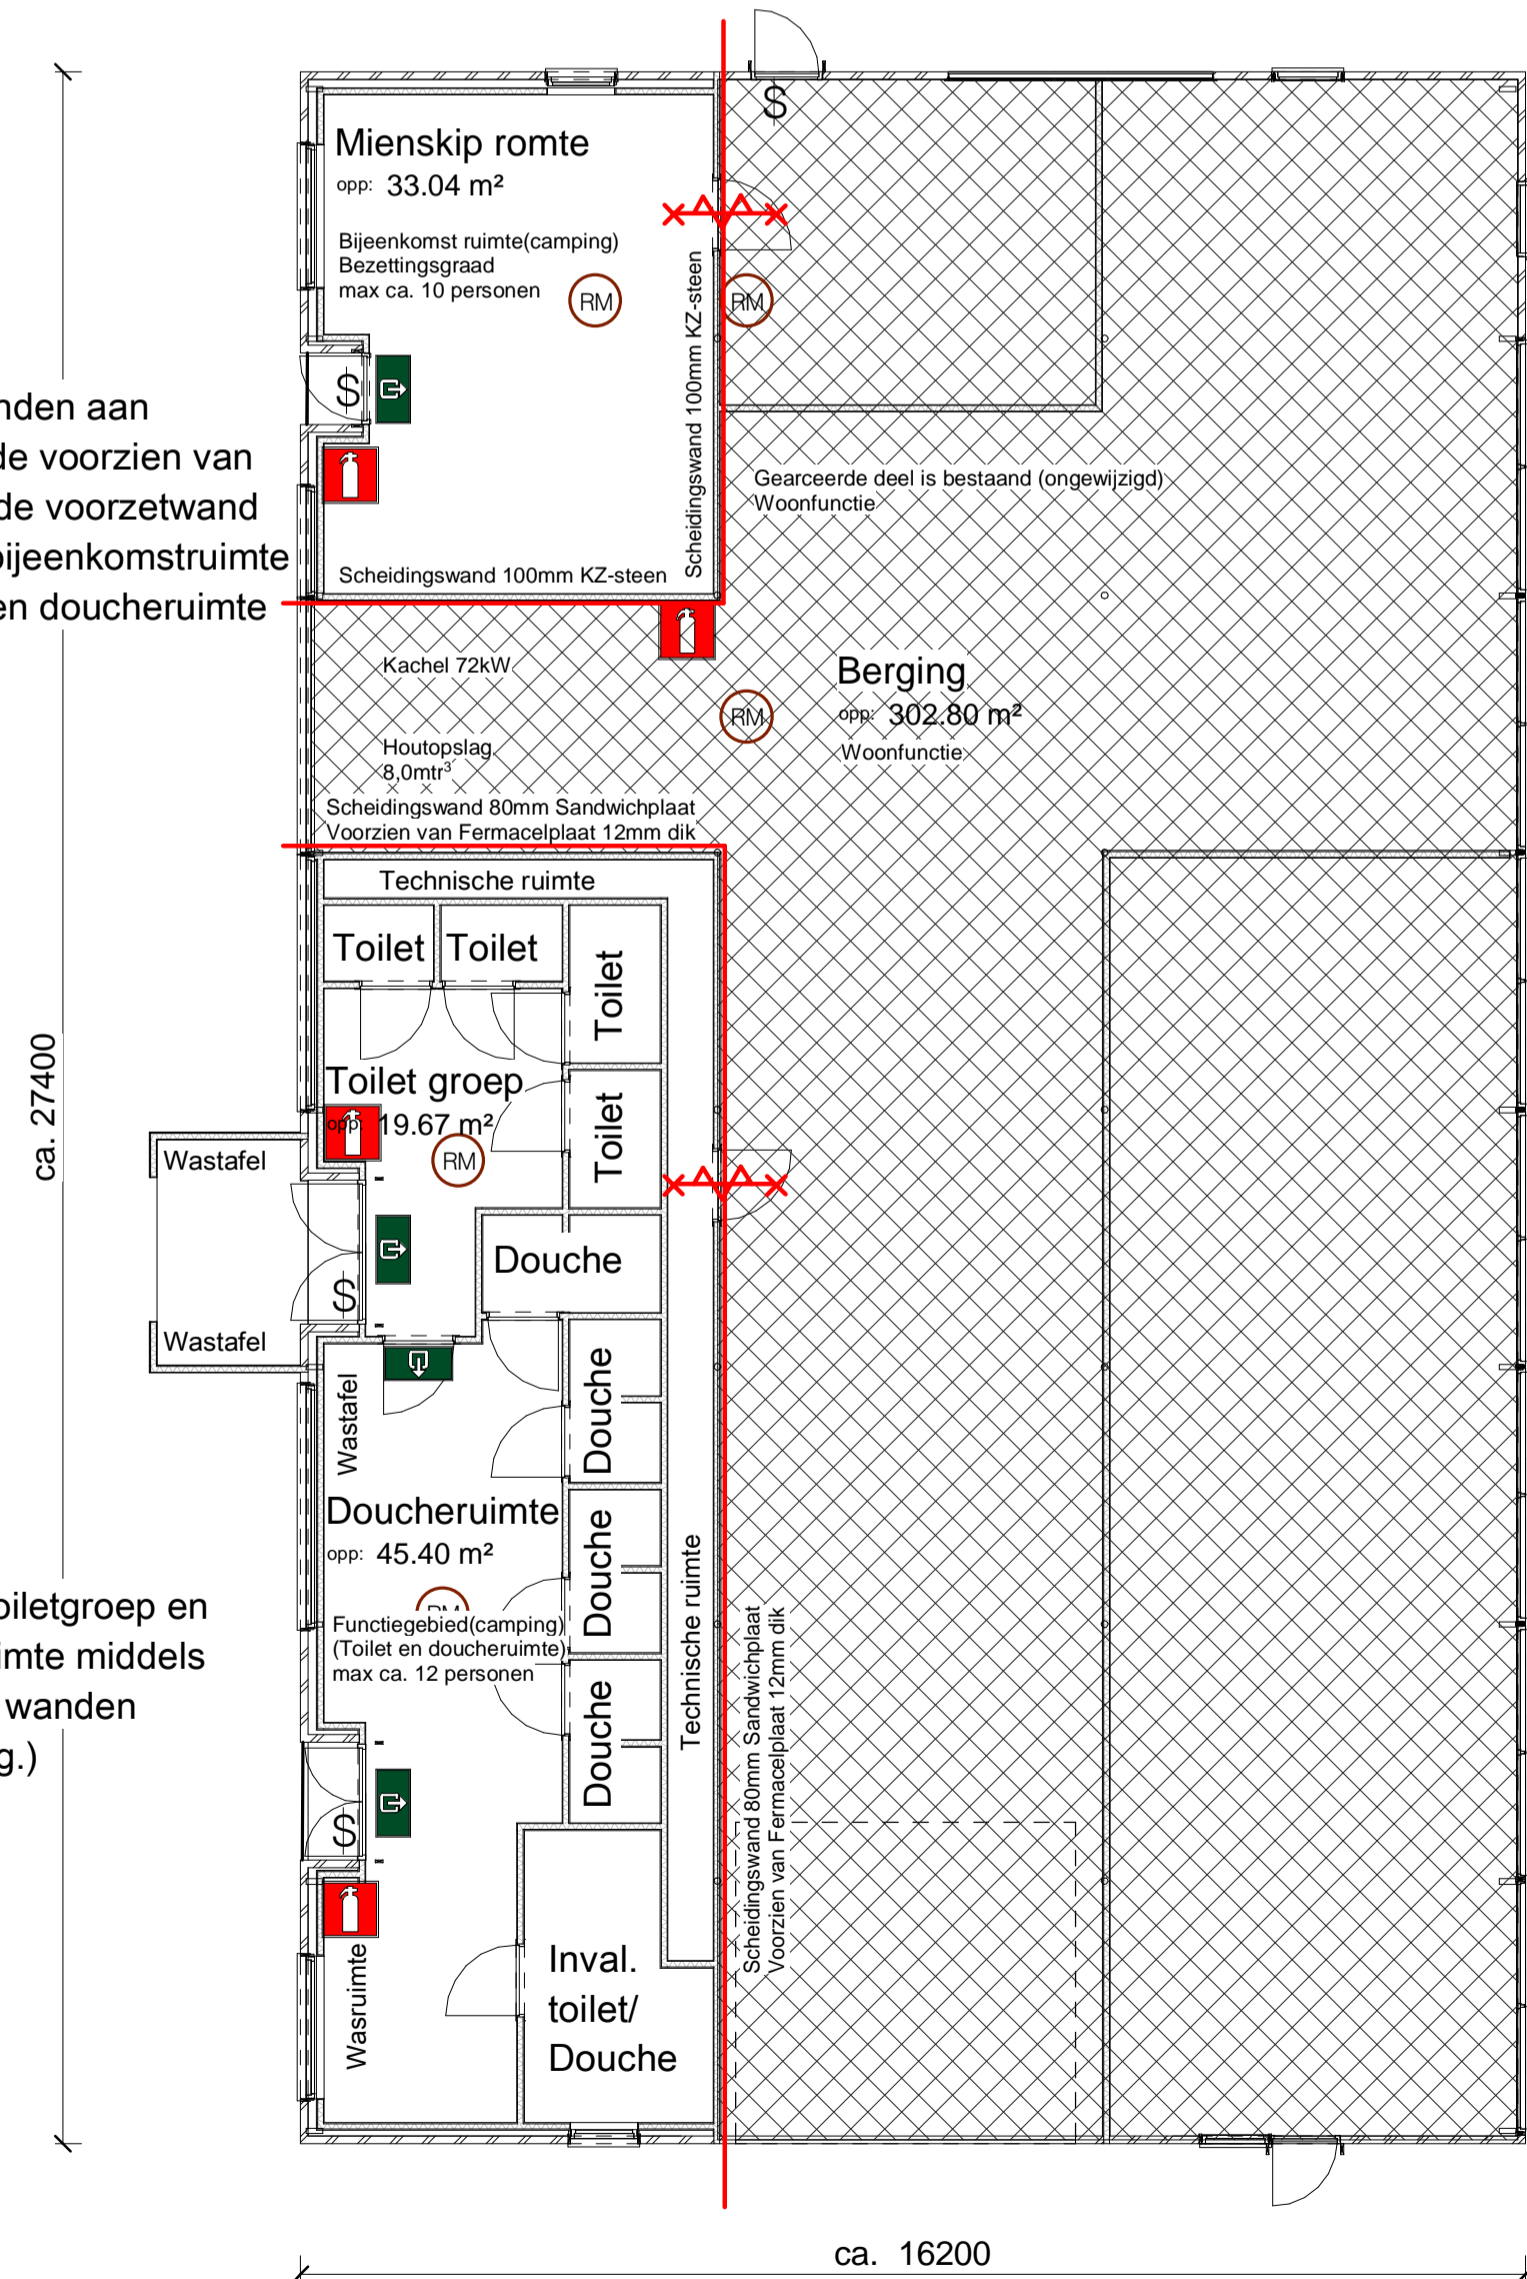 S
Mienskip romte
opp: 33.04 m²
Bijeenkomst ruimte(camping)
Bezettingsgraad
max ca. 10 personen
RM
RM
Scheidingswand 100mm KZ-steen
S
nden aan
de voorzien van
de voorzetwand
bijeenkomstruimte
en doucheruimte
Gearceerde deel is bestaand (ongewijzigd)
Woonfunctie
Scheidingswand 100mm KZ-steen
Kachel 72kW
Berging
opp: 302.80 m²
Woonfunctie
RM
Houtopslag
8,0mtr³
Scheidingswand 80mm Sandwichplaat
Voorzien van Fermacelplaat 12mm dik
Technische ruimte
Toilet
Toilet
Toilet
Toilet groep
opp: 19.67 m²
RM
Toilet
ca. 27400
Wastafel
Wastafel
S
Douche
Wastafel
Douche
Doucheruimte
opp: 45.40 m²
RM
Functiegebied(camping)
(Toilet en doucheruimte)
max ca. 12 personen
Douche
Douche
Technische ruimte
Scheidingswand 80mm Sandwichplaat
Voorzien van Fermacelplaat 12mm dik
oiletgroep en
imte middels
wanden
g.)
S
Wasruimte
Inval.
toilet/
Douche
ca. 16200